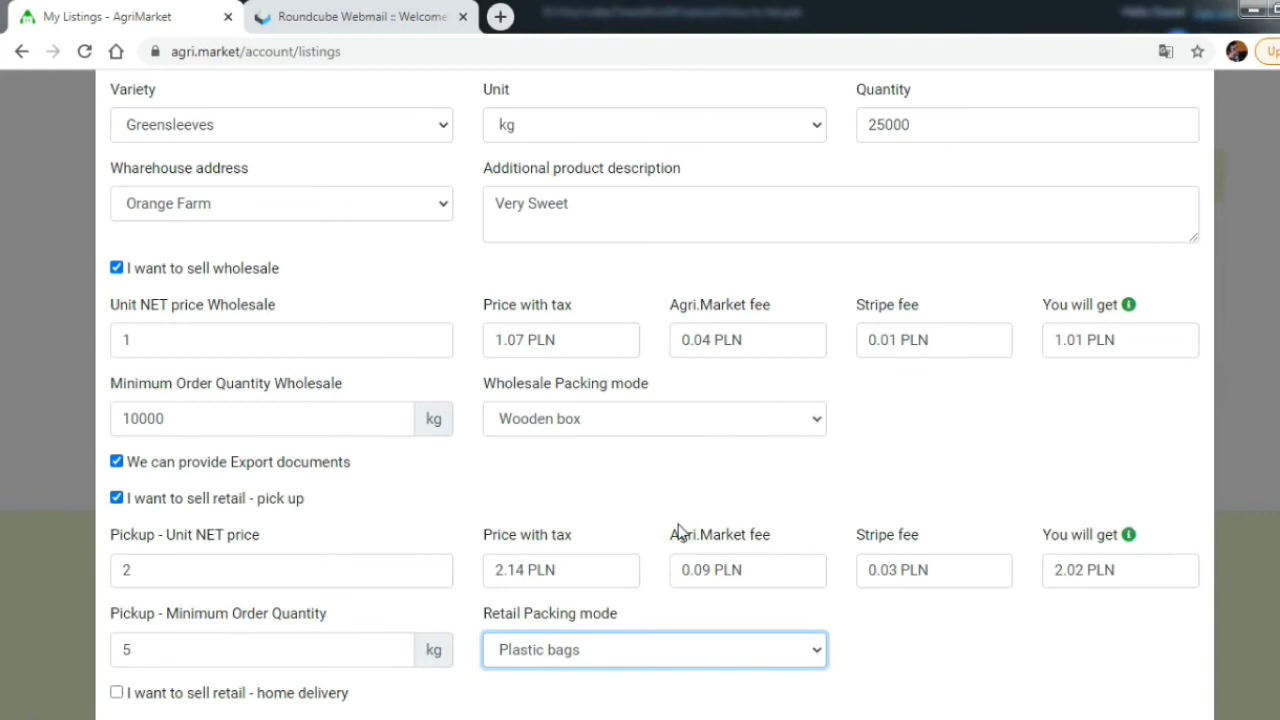 My Listings - AgriMarket
Roundcube Webmail :: Welcome
agri.market/account/listings
Up
Variety
Unit
Quantity
Greensleeves
kg
25000
Wharehouse address
Additional product description
Orange Farm
Very Sweet
I want to sell wholesale
Unit NET price Wholesale
Price with tax
Agri.Market fee
Stripe fee
You will get
1
1.07 PLN
0.04 PLN
0.01 PLN
1.01 PLN
Minimum Order Quantity Wholesale
Wholesale Packing mode
10000
kg
Wooden box
We can provide Export documents
I want to sell retail - pick up
Pickup - Unit NET price
Price with tax
Agri.Market fee
Stripe fee
You will get
2
2.14 PLN
0.09 PLN
0.03 PLN
2.02 PLN
Pickup - Minimum Order Quantity
Retail Packing mode
5
kg
Plastic bags
I want to sell retail - home delivery